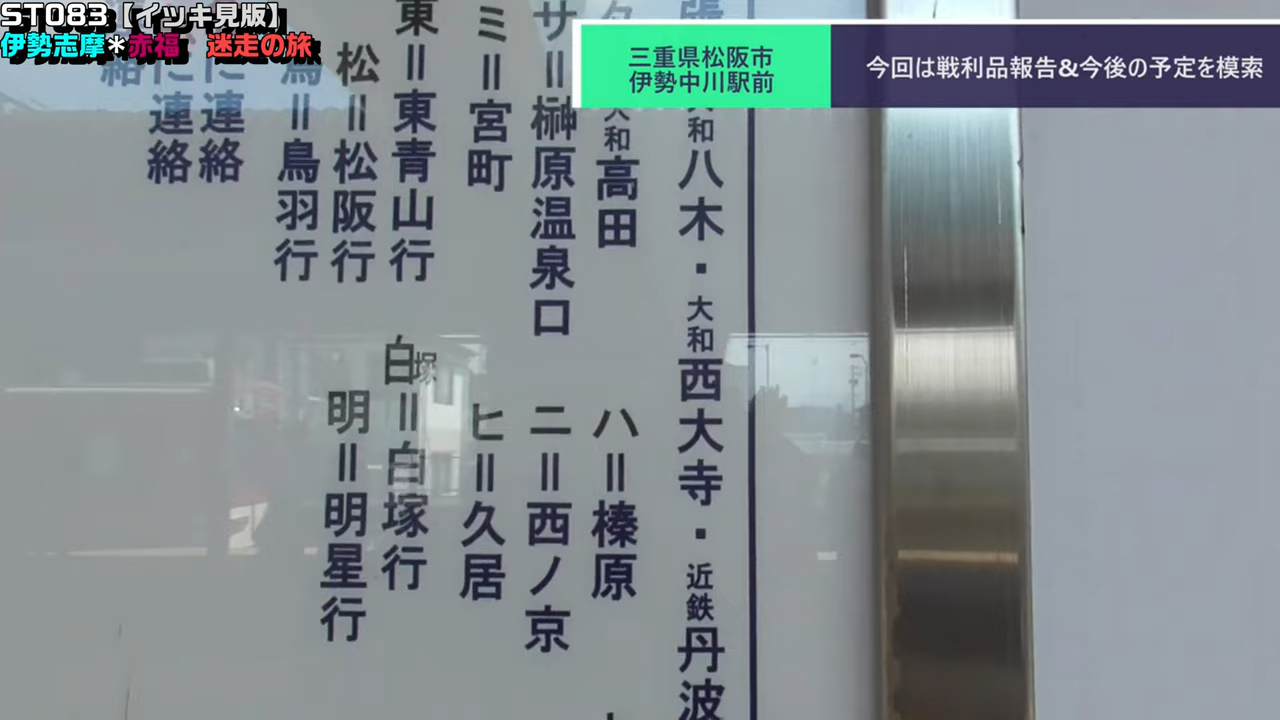 ST083【イッキ見版】
伊勢志摩*赤福 迷走の旅
三重県松阪市
伊勢中川駅前
今回は戦利品報告&今後の予定を模索
大和八木・大和西大寺・近鉄丹波
大和高田
ハ=榛原
サ=榊原温泉口
ニ=西ノ京
ミ=宮町
ヒ=久居
東=東青山行
白塚=白塚行
松=松阪行
明=明星行
鳥=鳥羽行
に連絡
に連絡
絡